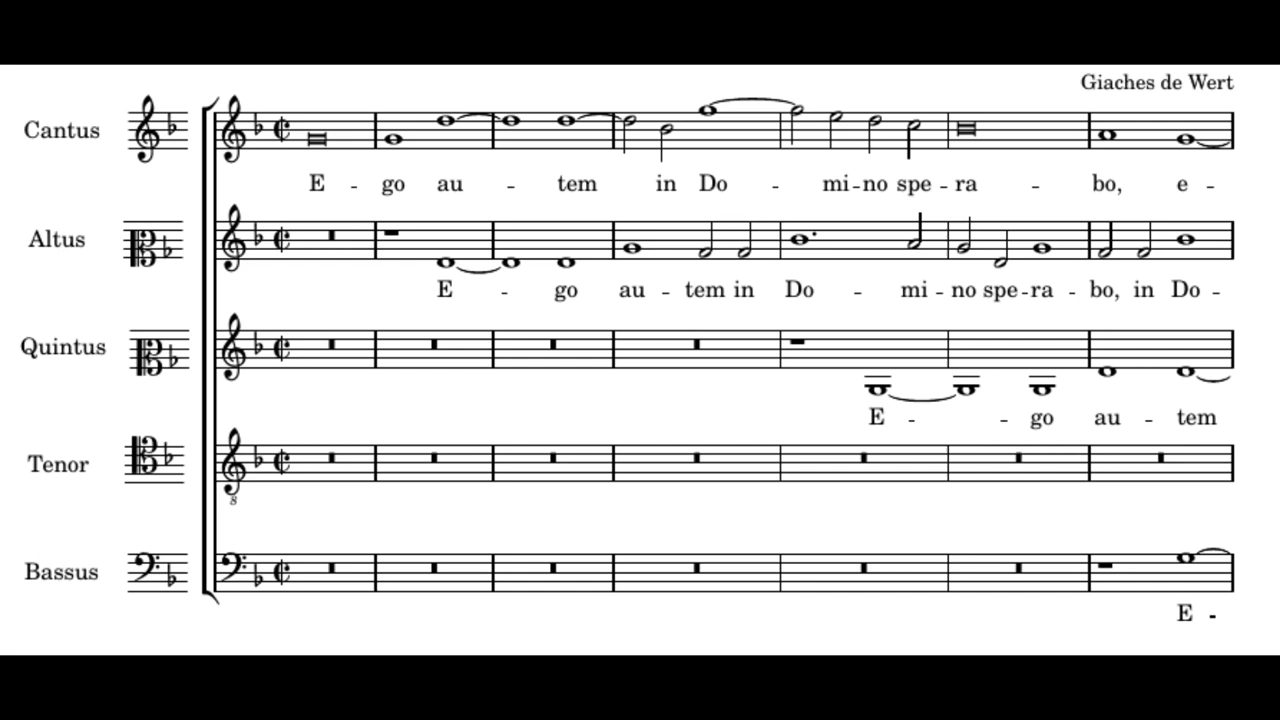 Giaches de Wert
Cantus
E - go au - tem in Do - mi - no spe - ra - bo, e -
Altus
E - go au - tem in Do - mi - no spe - ra - bo, in Do -
Quintus
E - - go au - tem
Tenor
8
Bassus
E -